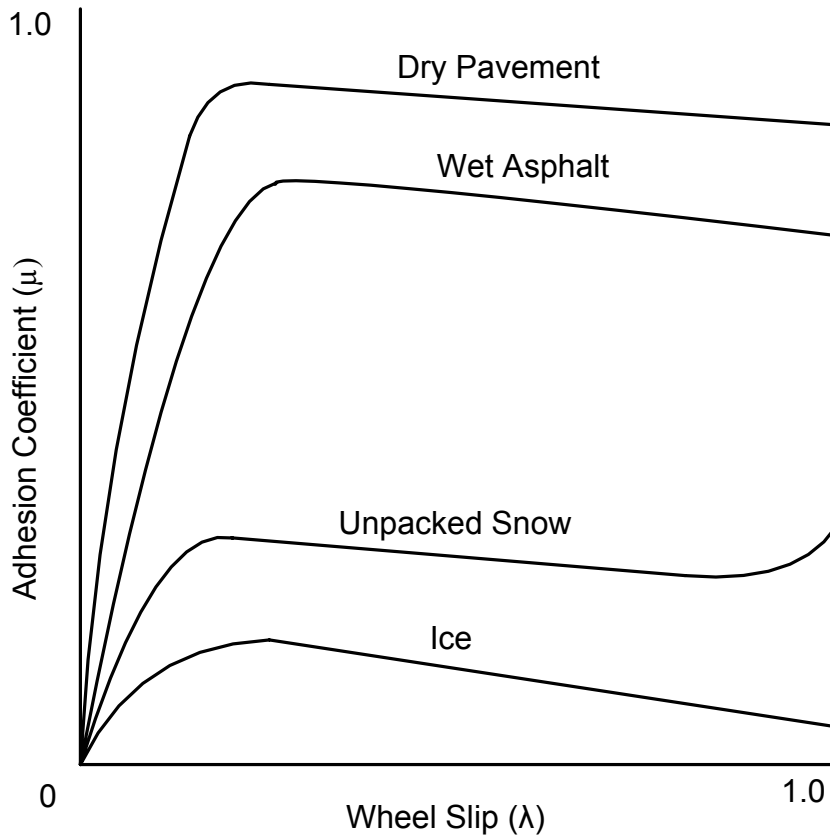 1.0
Dry Pavement
Wet Asphalt
Adhesion Coefficient (μ)
Unpacked Snow
Ice
0
1.0
Wheel Slip (λ)